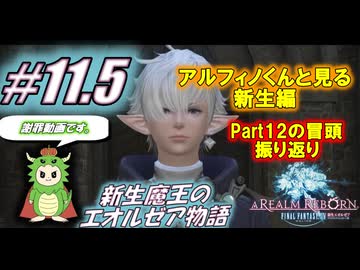 #11.5
アルフィノくんと見る
新生編
Part12の冒頭
振り返り
謝罪動画です。
新生魔王の
エオルゼア物語
A REALM REBORN
FINAL FANTASY XIV